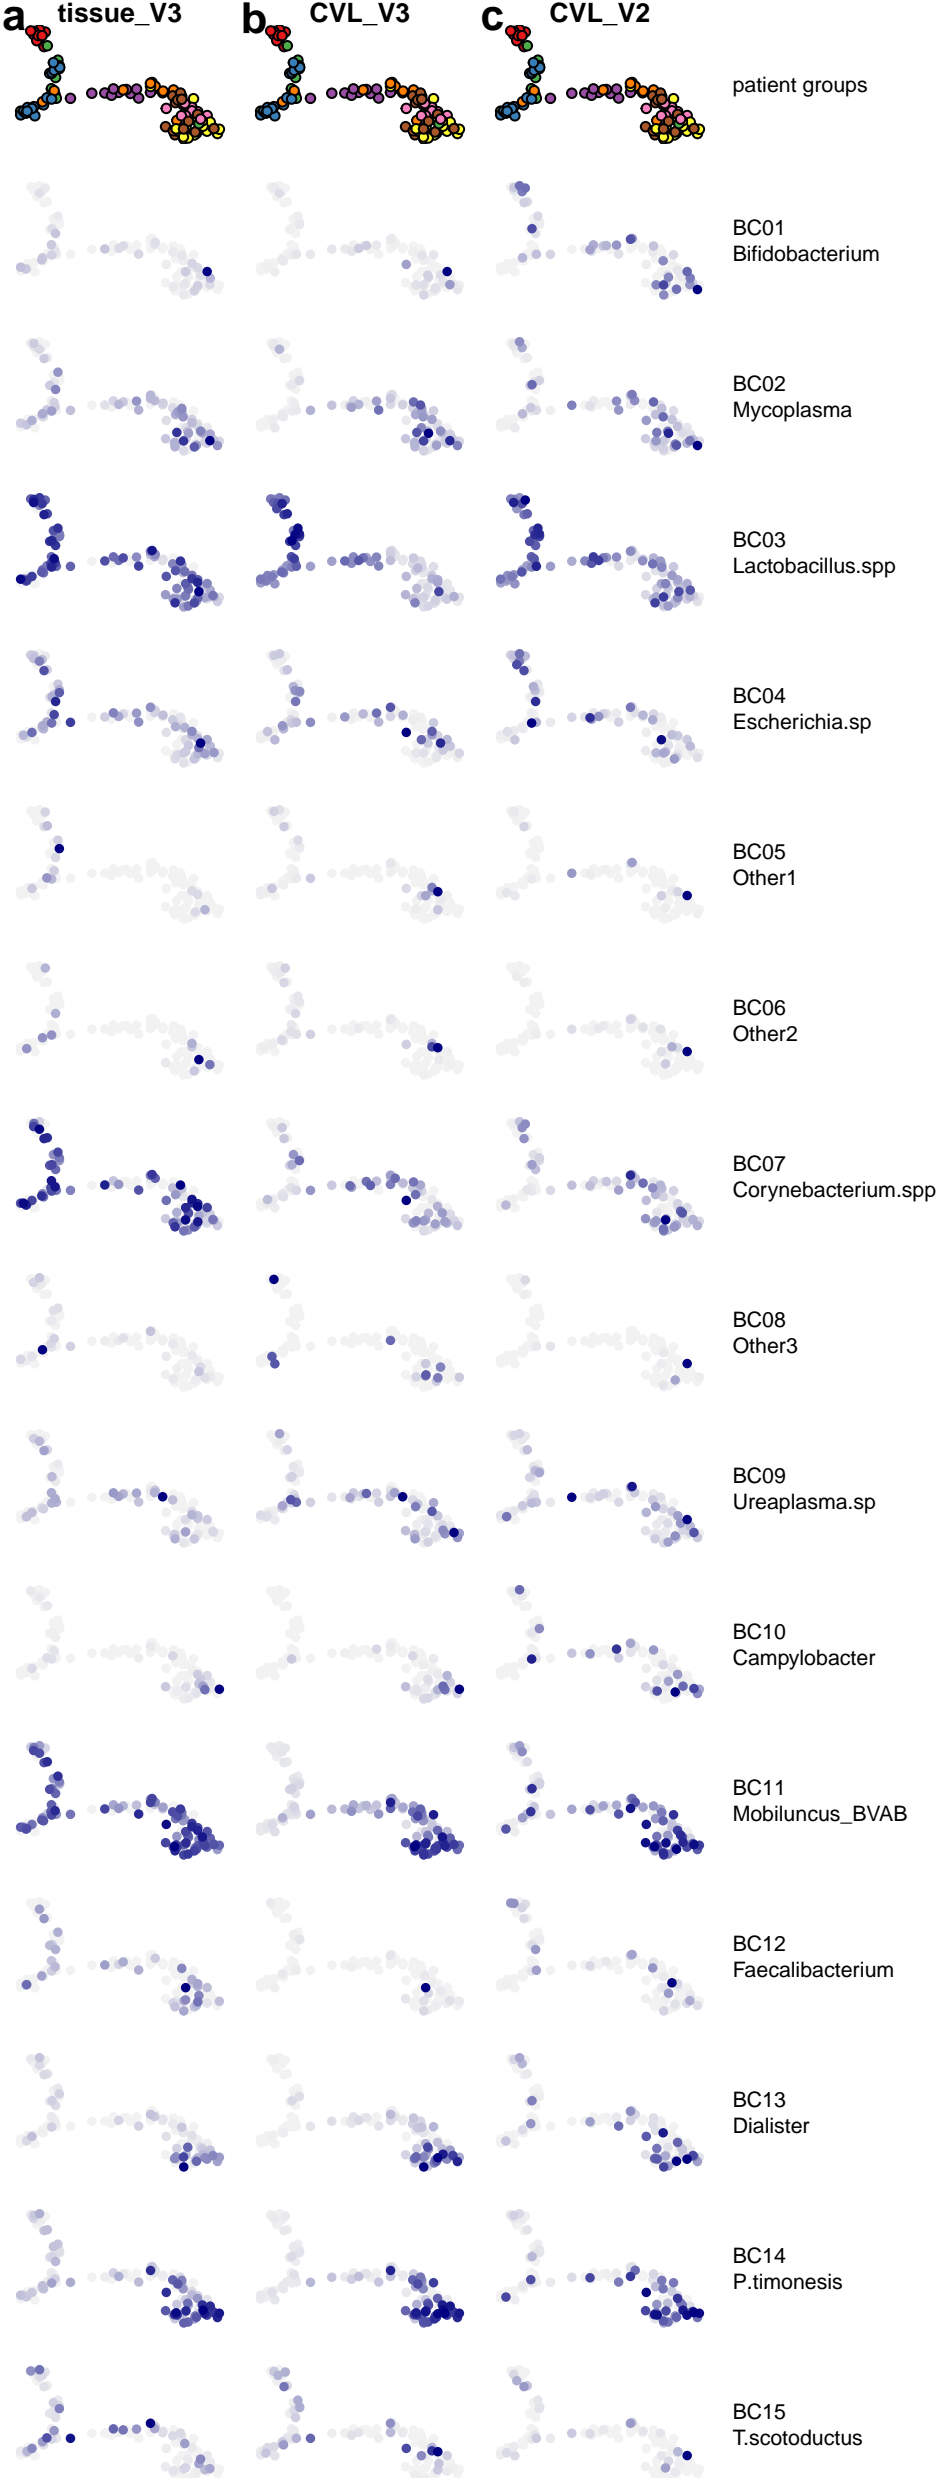 a tissue_V3 b CVL_V3 c CVL_V2
patient groups
BC01
Bifidobacterium
BC02
Mycoplasma
BC03
Lactobacillus.spp
BC04
Escherichia.sp
BC05
Other1
BC06
Other2
BC07
Corynebacterium.spp
BC08
Other3
BC09
Ureaplasma.sp
BC10
Campylobacter
BC11
Mobiluncus_BVAB
BC12
Faecalibacterium
BC13
Dialister
BC14
P.timonesis
BC15
T.scotoductus